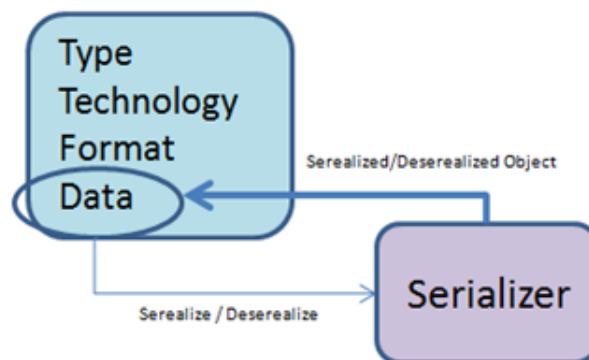 Type
Technology
Format
Data
Serealized/Deserealized Object
Serializer
Serealize / Deserealize